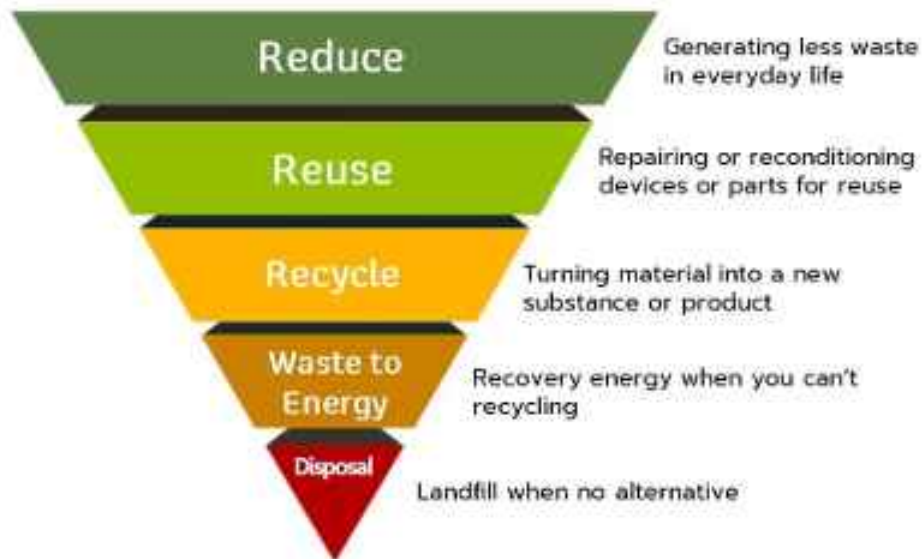 Reduce
Generating less waste
in everyday life
Reuse
Repairing or reconditioning
devices or parts for reuse
Recycle
Turning material into a new
substance or product
Waste to
Energy
Recovery energy when you can't
recycling
Disposal
Landfill when no alternative